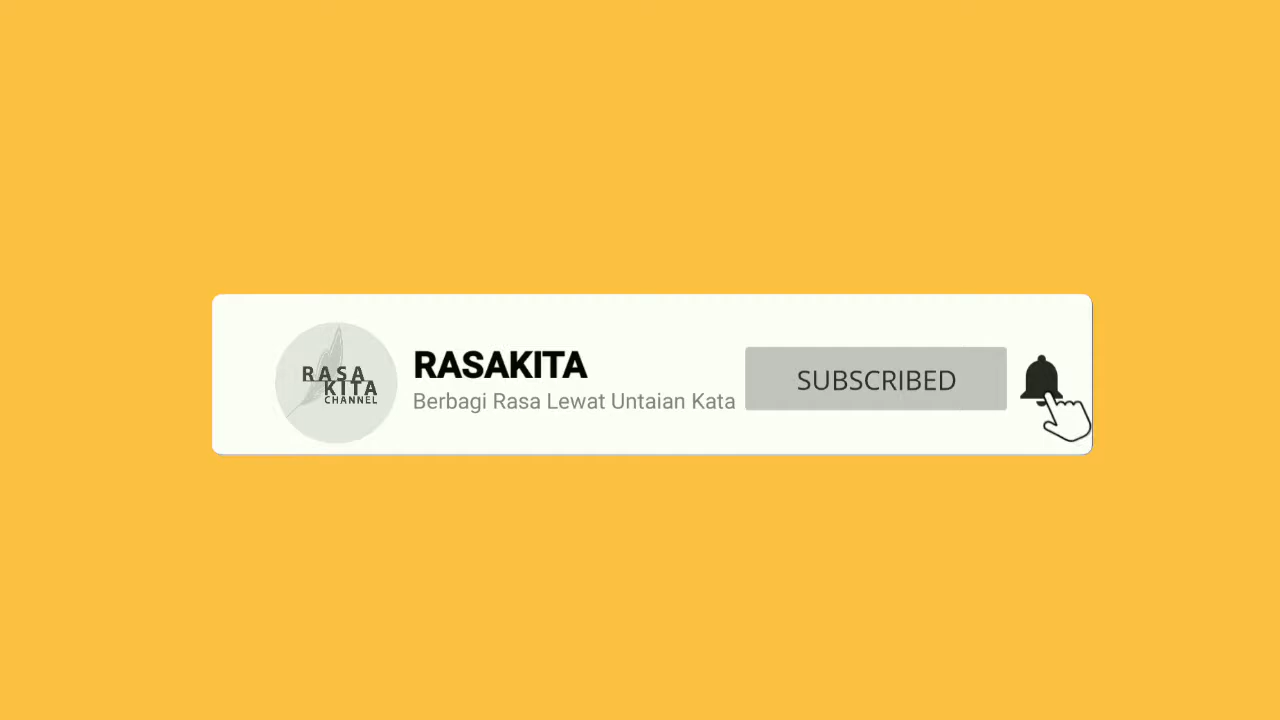 RASA
KITA
CHANNEL
RASAKITA
Berbagi Rasa Lewat Untaian Kata
SUBSCRIBED